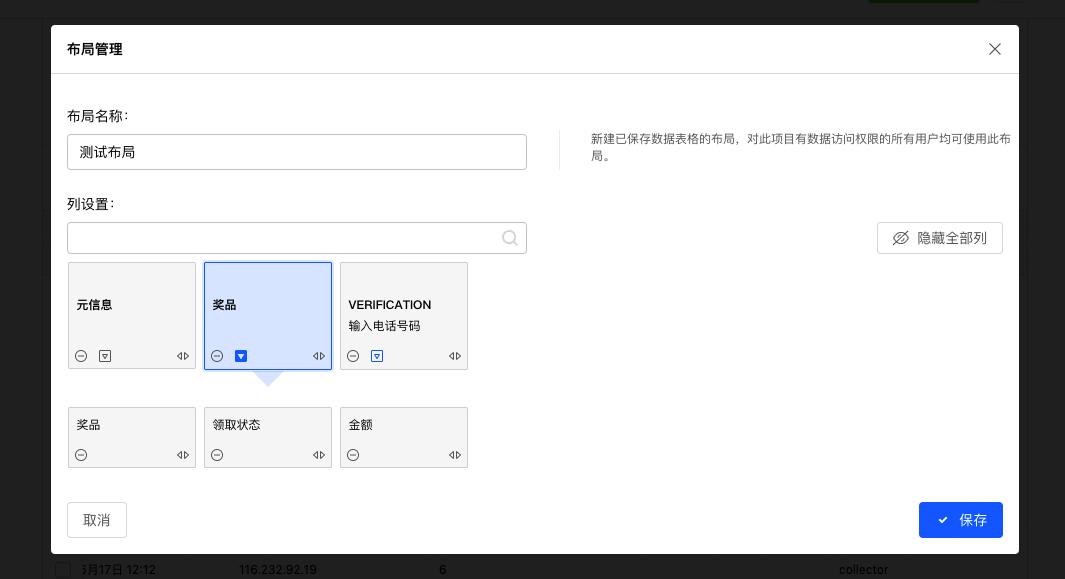 布局管理
布局名称：
测试布局
新建已保存数据表格的布局，对此项目有数据访问权限的所有用户均可使用此布
局。
列设置：
隐藏全部列
元信息
奖品
VERIFICATION
输入电话号码
奖品
领取状态
金额
取消
保存
月17日 12:12
116.232.92.19
6
collector